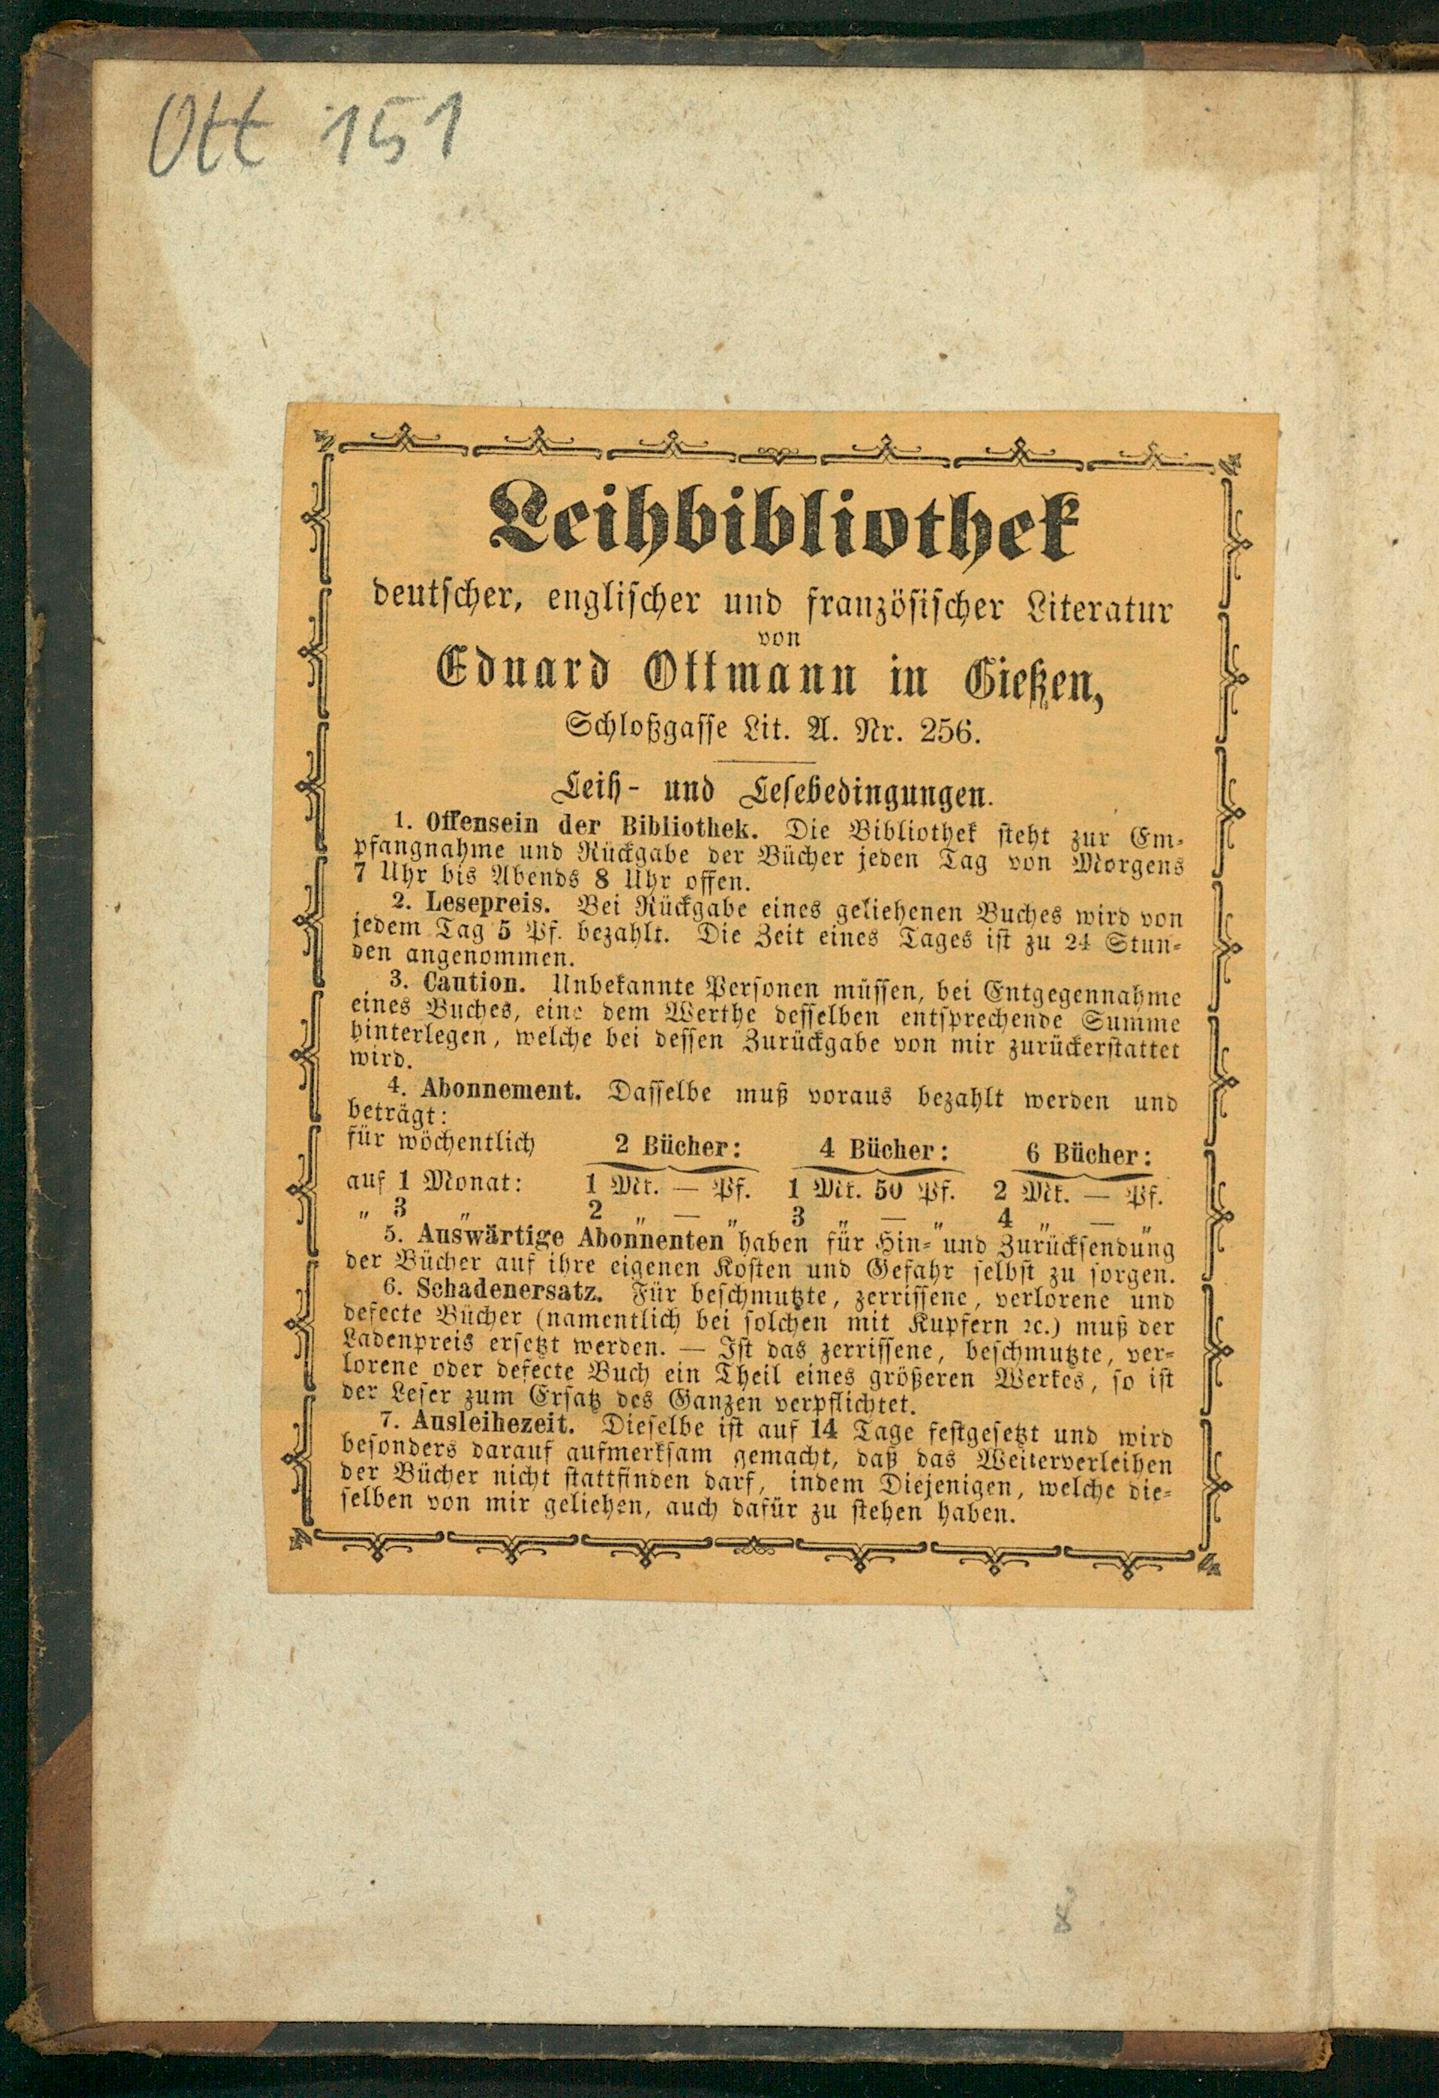 Ott 151
Leihbibliothek
deutscher, englischer und französischer Literatur
von
Eduard Ottmann in Gießen,
Schloßgasse Lit. A. Nr. 256.
Leih- und Lesebedingungen.
1. Offensein der Bibliothek. Die Bibliothek steht zur Em-
pfangnahme und Rückgabe der Bücher jeden Tag von Morgens
7 Uhr bis Abends 8 Uhr offen.
2. Lesepreis. Bei Rückgabe eines geliehenen Buches wird von
jedem Tag 5 Pf. bezahlt. Die Zeit eines Tages ist zu 24 Stun-
den angenommen.
3. Caution. Unbekannte Personen müssen, bei Entgegennahme
eines Buches, eine dem Werthe desselben entsprechende Summe
hinterlegen, welche bei dessen Zurückgabe von mir zurückerstattet
wird.
4. Abonnement. Dasselbe muß voraus bezahlt werden und
beträgt:
für wöchentlich 2 Bücher: 4 Bücher: 6 Bücher:
auf 1 Monat: 1 Mk. — Pf. 1 Mk. 50 Pf. 2 Mk. — Pf.
„ 3 „ 2 „ — „ 3 „ — „ 4 „ — „
5. Auswärtige Abonnenten haben für Hin- und Zurücksendung
der Bücher auf ihre eigenen Kosten und Gefahr selbst zu sorgen.
6. Schadenersatz. Für beschmutzte, zerrissene, verlorene und
defecte Bücher (namentlich bei solchen mit Kupfern ꝛc.) muß der
Ladenpreis ersetzt werden. — Ist das zerrissene, beschmutzte, ver-
lorene oder defecte Buch ein Theil eines größeren Werkes, so ist
der Leser zum Ersatz des Ganzen verpflichtet.
7. Ausleihezeit. Dieselbe ist auf 14 Tage festgesetzt und wird
besonders darauf aufmerksam gemacht, daß das Weiterverleihen
der Bücher nicht stattfinden darf, indem Diejenigen, welche die-
selben von mir geliehen, auch dafür zu stehen haben.
8